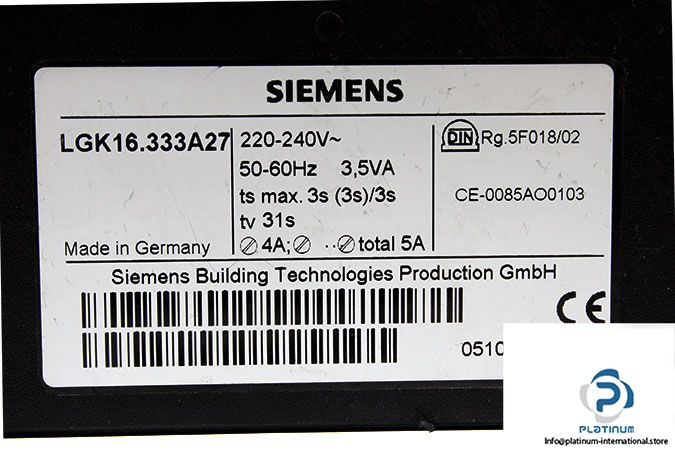 SIEMENS
LGK16.333A27
220-240V~
50-60Hz 3,5VA
ts max. 3s (3s)/3s
tv 31s
4A; ·· total 5A
DIN Rg.5F018/02
CE-0085AO0103
Made in Germany
Siemens Building Technologies Production GmbH
CE
0510
PLATINUM
Info@platinum-international.store